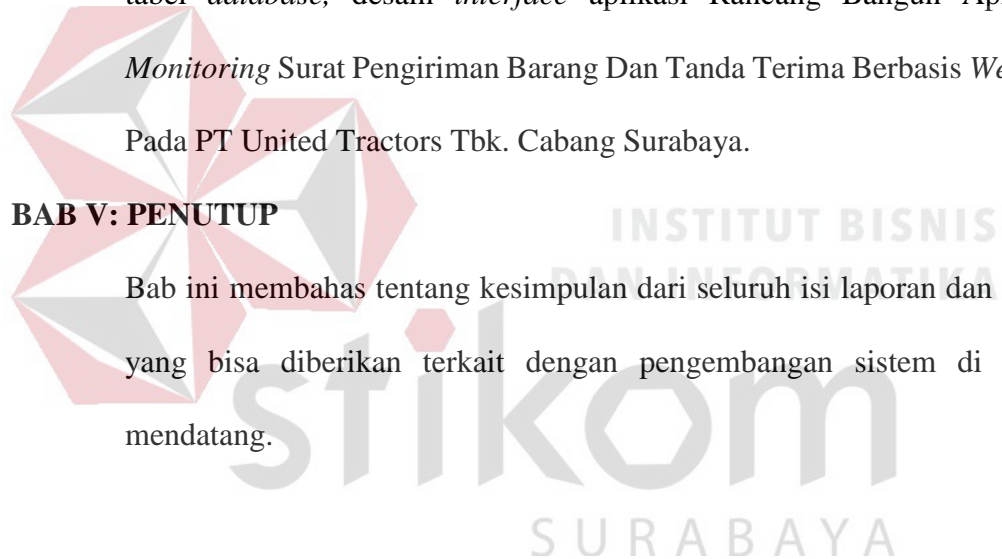 tabel database, desain interface aplikasi Rancang Bangun
Monitoring Surat Pengiriman Barang Dan Tanda Terima Berbasis
Pada PT United Tractors Tbk. Cabang Surabaya.
BAB V: PENUTUP
INSTITUT BISNIS
Bab ini membahas tentang kesimpulan dari seluruh isi laporan dan
DAN INFORMATIKA
yang bisa diberikan terkait dengan pengembangan sistem di
mendatang.
stikom
SURABAYA